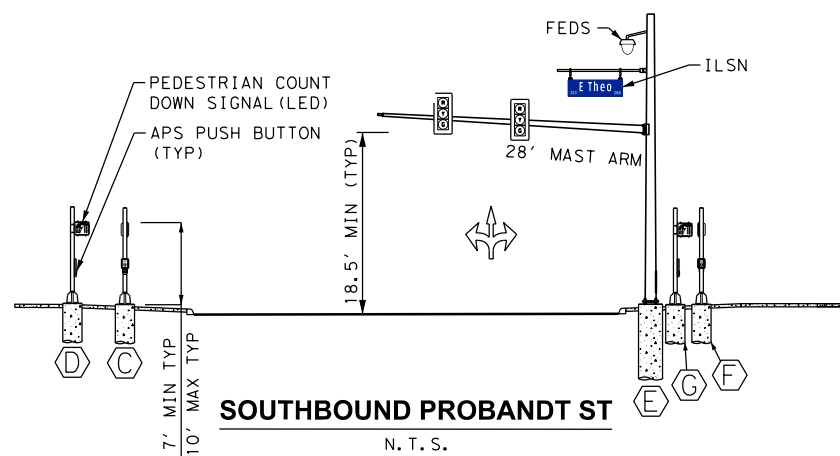 FEDS
ILSN
E Theo
PEDESTRIAN COUNT
DOWN SIGNAL(LED)
APS PUSH BUTTON
(TYP)
R
Y
G
R
Y
G
28' MAST ARM
18.5' MIN (TYP)
7' MIN TYP
10' MAX TYP
D
C
E
G
F
SOUTHBOUND PROBANDT ST
N.T.S.